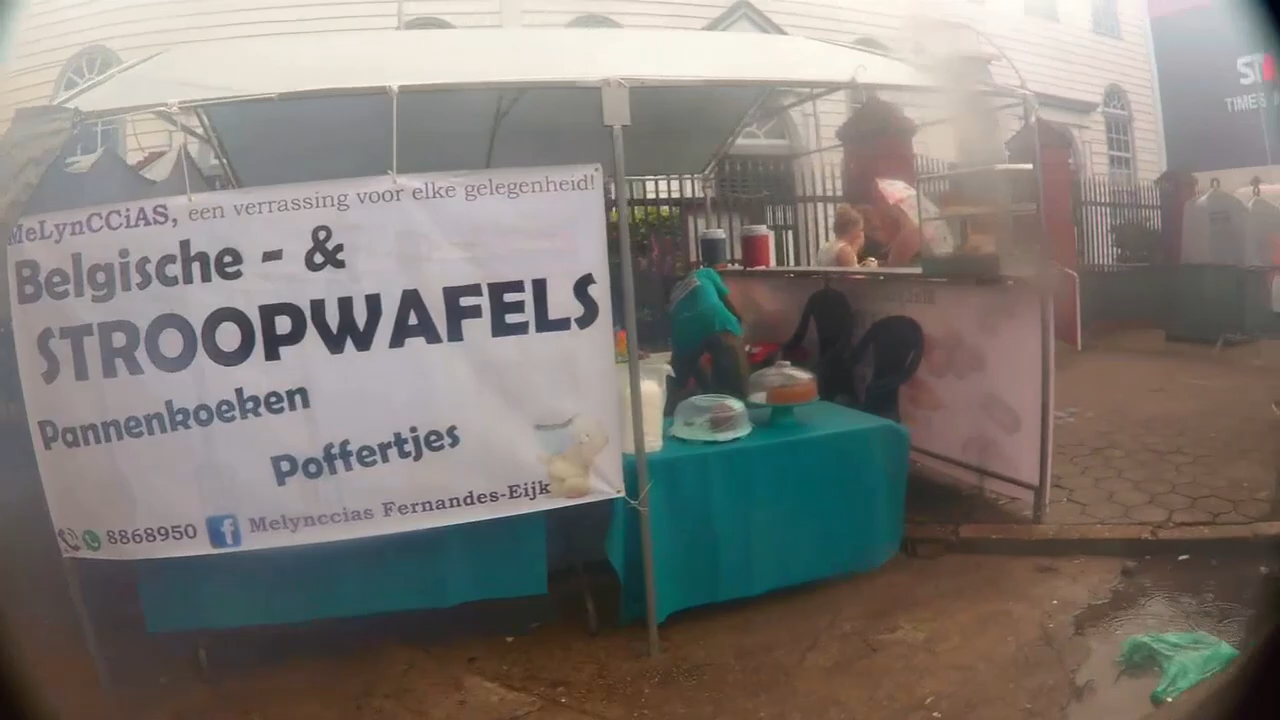 MeLynCCiAS, een verrassing voor elke gelegenheid!
Belgische - &
STROOPWAFELS
Pannenkoeken
Poffertjes
8868950 f Melynccias Fernandes-Eijk
TIMES